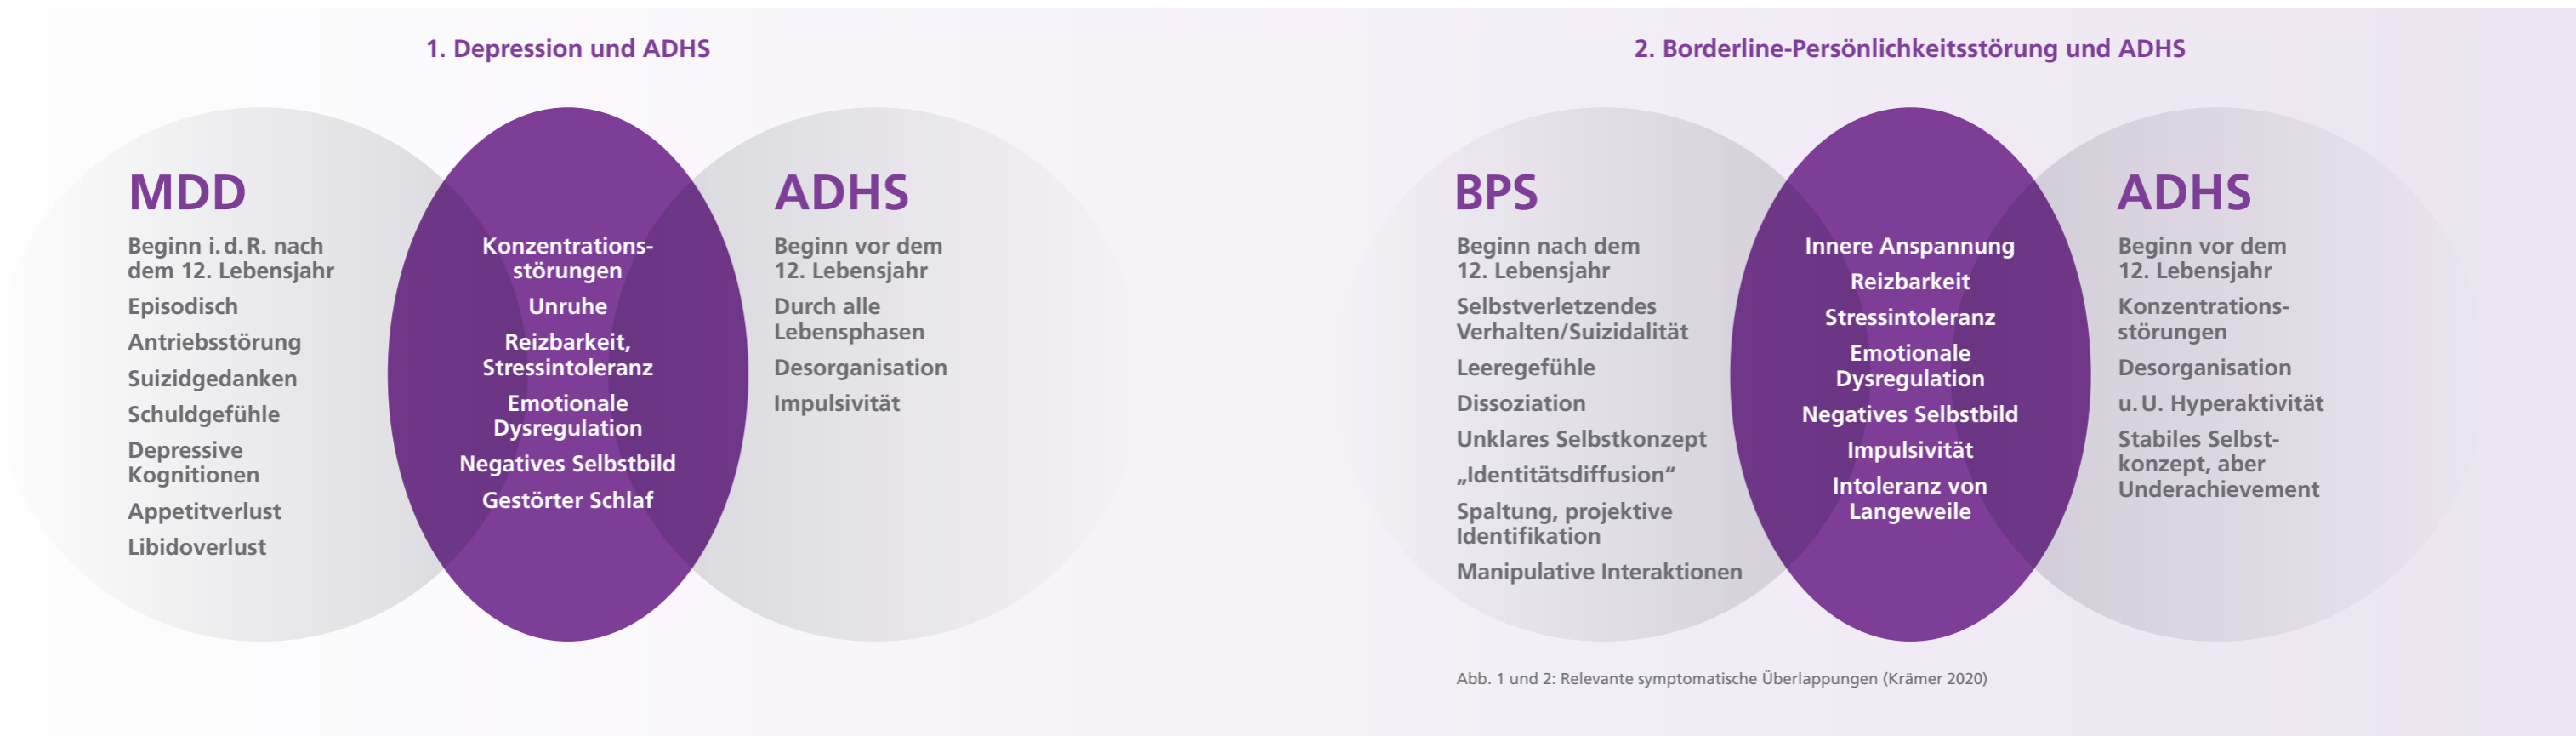 1. Depression und ADHS
MDD
Beginn i. d. R. nach
dem 12. Lebensjahr
Episodisch
Antriebsstörung
Suizidgedanken
Schuldgefühle
Depressive
Kognitionen
Appetitverlust
Libidoverlust
Konzentrations-
störungen
Unruhe
Reizbarkeit,
Stressintoleranz
Emotionale
Dysregulation
Negatives Selbstbild
Gestörter Schlaf
ADHS
Beginn vor dem
12. Lebensjahr
Durch alle
Lebensphasen
Desorganisation
Impulsivität
2. Borderline-Persönlichkeitsstörung und ADHS
BPS
Beginn nach dem
12. Lebensjahr
Selbstverletzendes
Verhalten/Suizidalität
Leeregefühle
Dissoziation
Unklares Selbstkonzept
„Identitätsdiffusion“
Spaltung, projektive
Identifikation
Manipulative Interaktionen
Innere Anspannung
Reizbarkeit
Stressintoleranz
Emotionale
Dysregulation
Negatives Selbstbild
Impulsivität
Intoleranz von
Langeweile
ADHS
Beginn vor dem
12. Lebensjahr
Konzentrations-
störungen
Desorganisation
u. U. Hyperaktivität
Stabiles Selbst-
konzept, aber
Underachievement
Abb. 1 und 2: Relevante symptomatische Überlappungen (Krämer 2020)